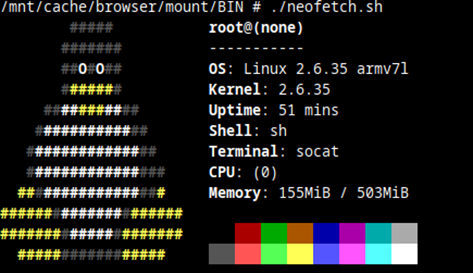 /mnt/cache/browser/mount/BIN # ./neofetch.sh
##### root@(none)
####### -----------
##O#O## OS: Linux 2.6.35 armv7l
####### Kernel: 2.6.35
########### Uptime: 51 mins
############# Shell: sh
############### Terminal: socat
################ CPU: (0)
################# Memory: 155MiB / 503MiB
#####################
#####################
#################